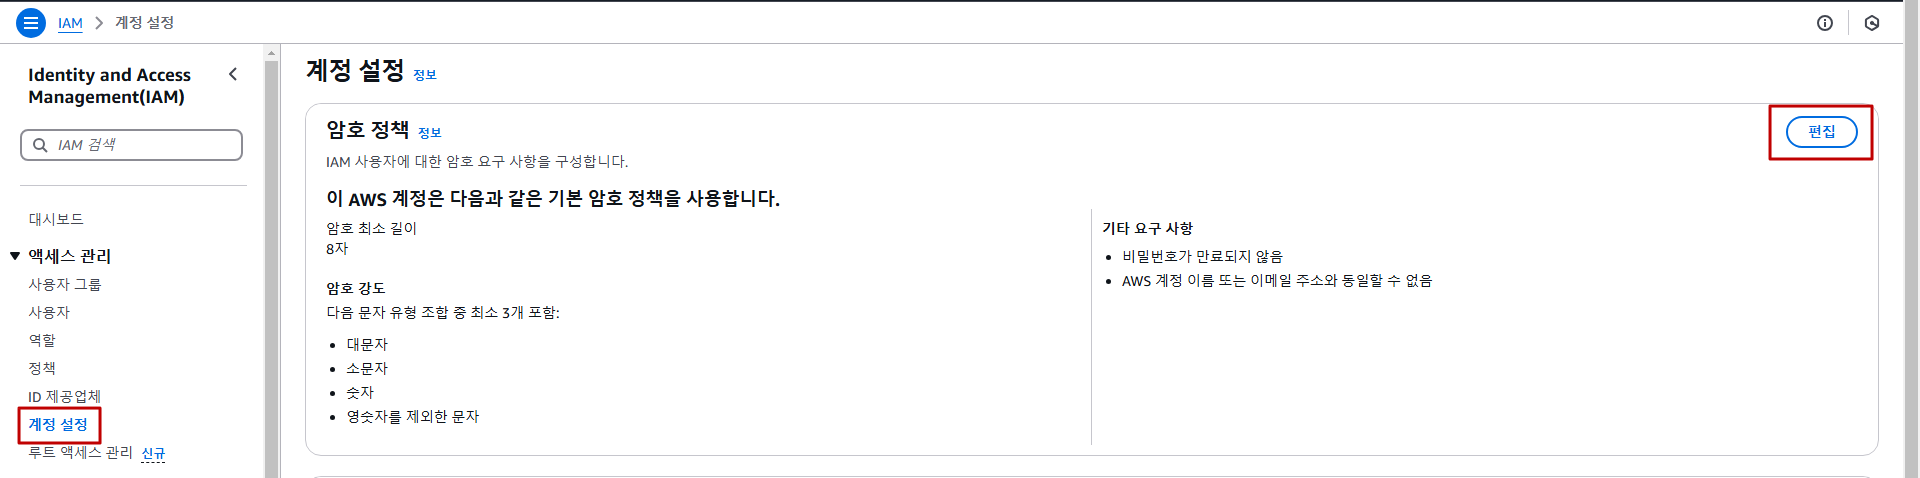 IAM > 계정 설정
Identity and Access
Management(IAM)
IAM 검색
대시보드
액세스 관리
사용자 그룹
사용자
역할
정책
ID 제공업체
계정 설정
루트 액세스 관리 신규
계정 설정 정보
암호 정책 정보
편집
IAM 사용자에 대한 암호 요구 사항을 구성합니다.
이 AWS 계정은 다음과 같은 기본 암호 정책을 사용합니다.
암호 최소 길이
8자
암호 강도
다음 문자 유형 조합 중 최소 3개 포함:
• 대문자
• 소문자
• 숫자
• 영숫자를 제외한 문자
기타 요구 사항
• 비밀번호가 만료되지 않음
• AWS 계정 이름 또는 이메일 주소와 동일할 수 없음